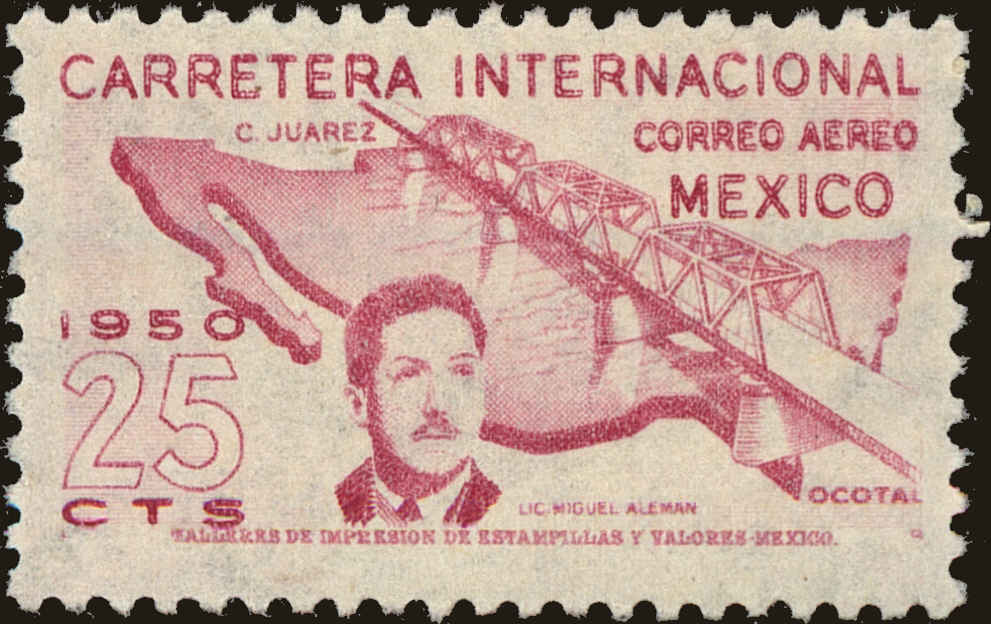 CARRETERA INTERNACIONAL
C. JUAREZ
CORREO AEREO
MEXICO
1950
25
CTS
LIC. MIGUEL ALEMAN
OCOTAL
TALLERES DE IMPRESION DE ESTAMPILLAS Y VALORES-MEXICO.